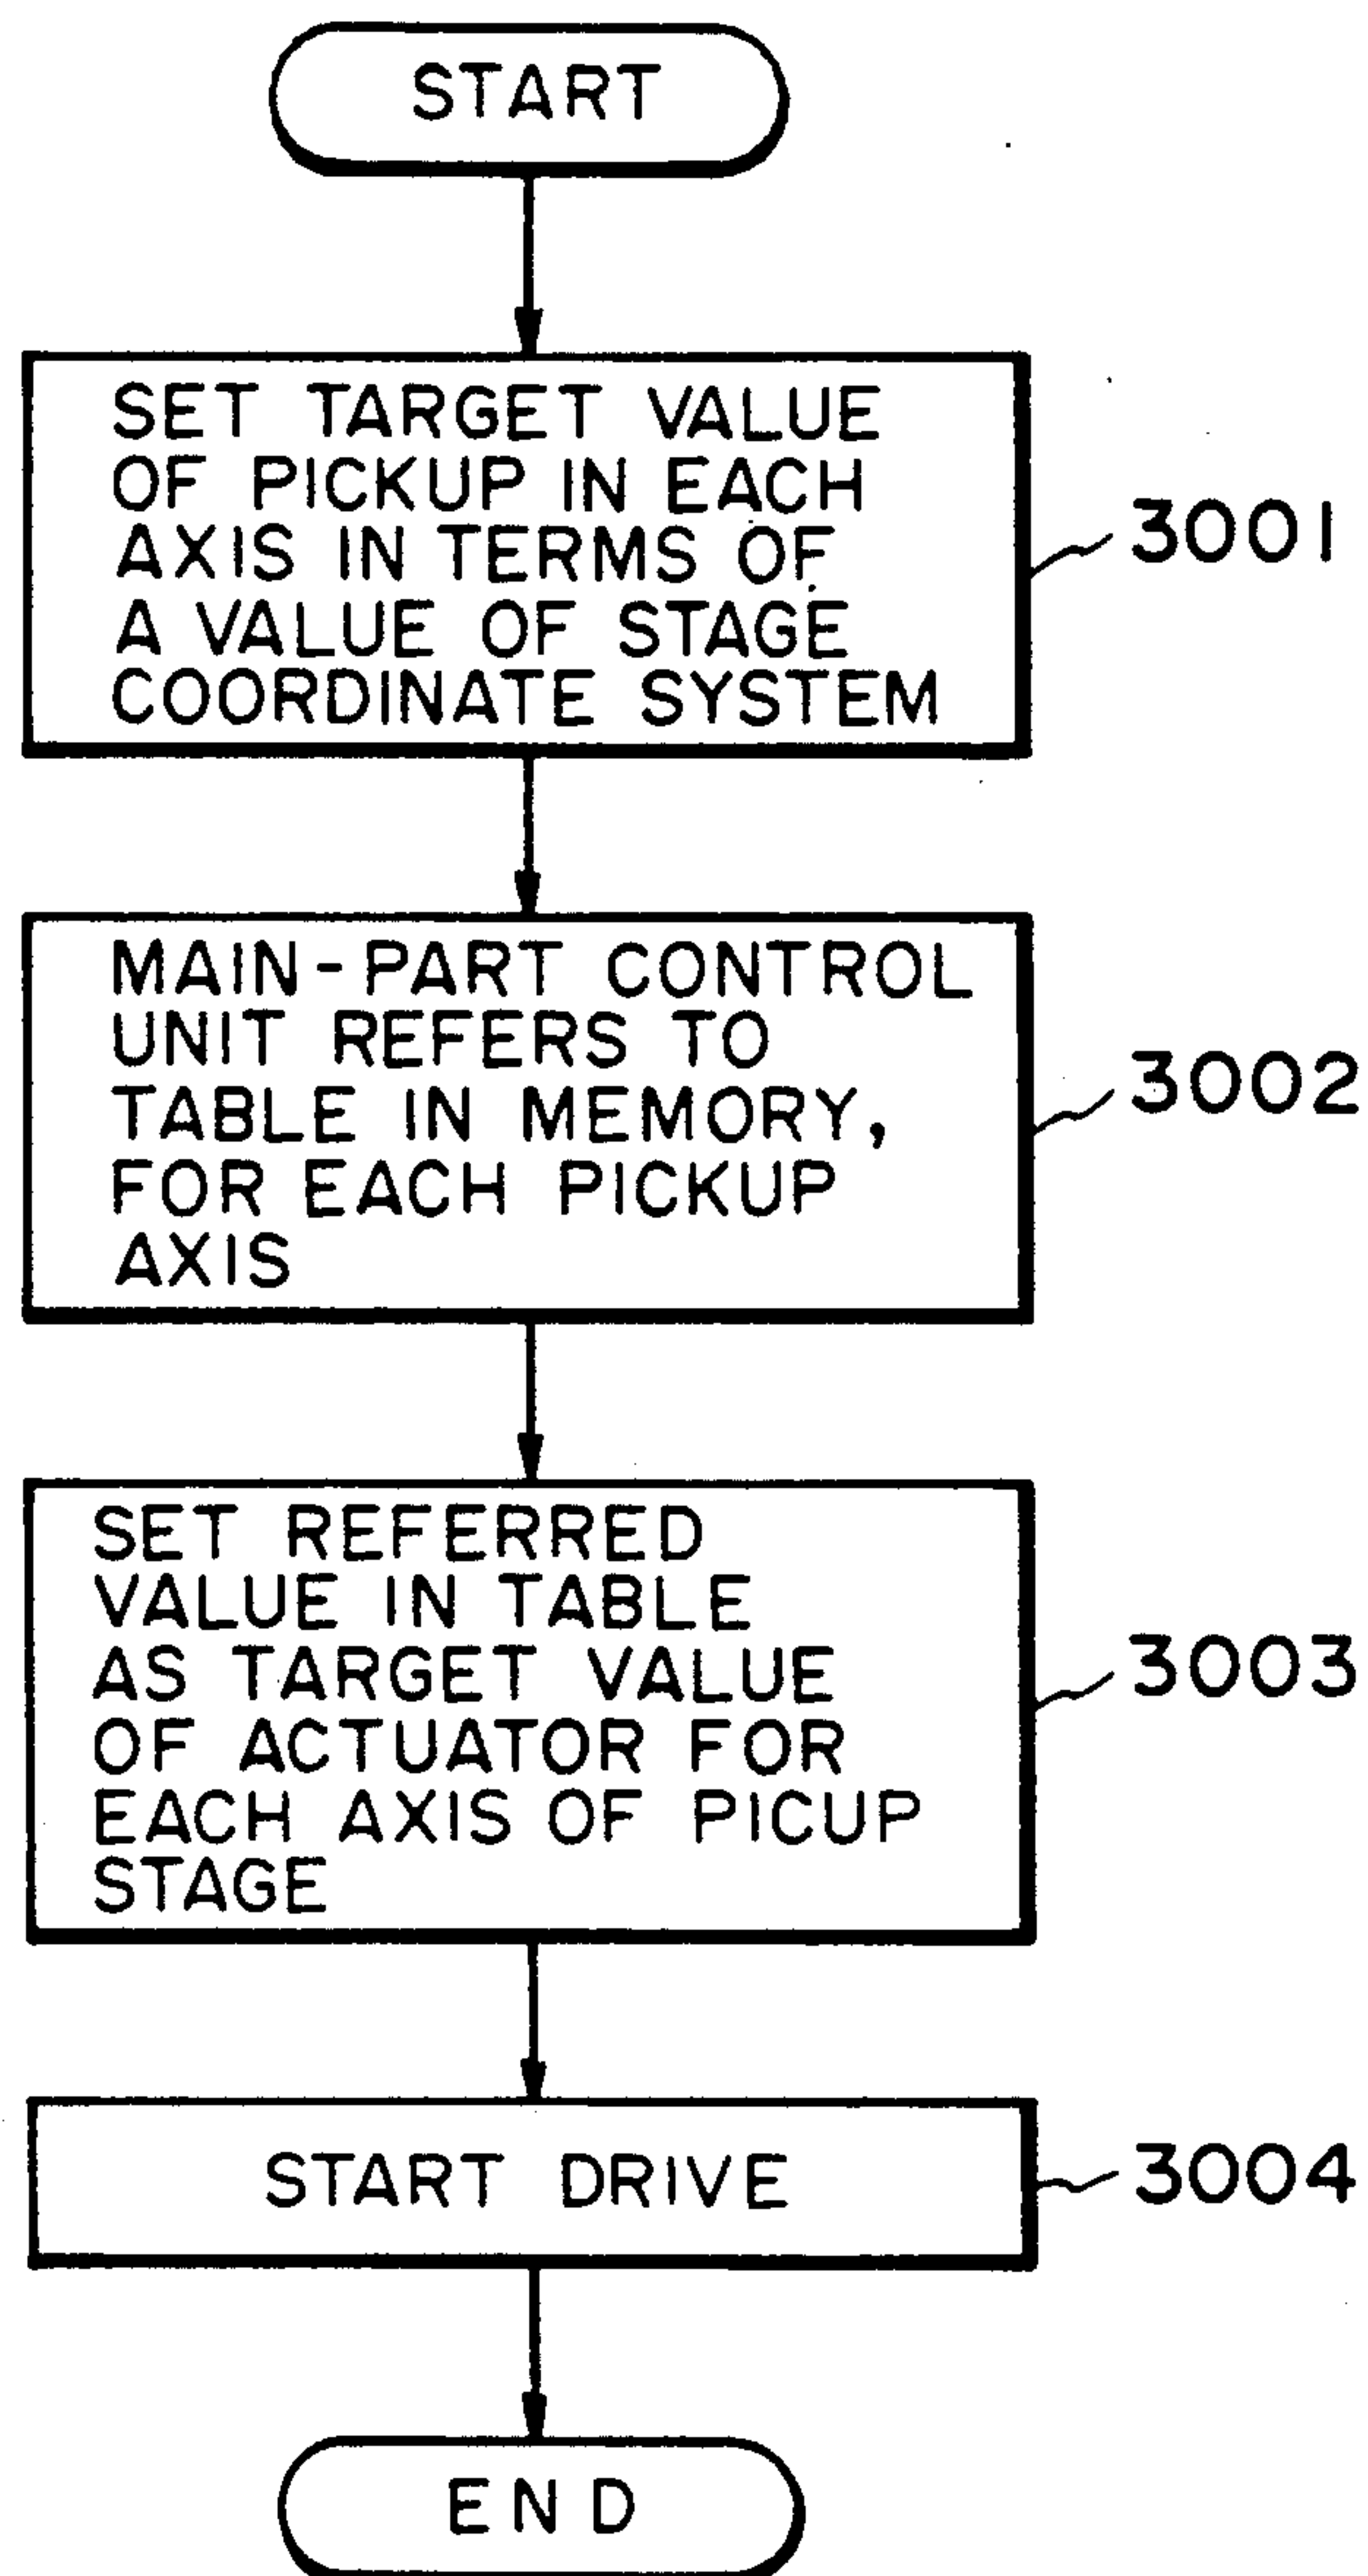 START
SET TARGET VALUE
OF PICKUP IN EACH
AXIS IN TERMS OF
A VALUE OF STAGE
COORDINATE SYSTEM
3001
MAIN-PART CONTROL
UNIT REFERS TO
TABLE IN MEMORY,
FOR EACH PICKUP
AXIS
3002
SET REFERRED
VALUE IN TABLE
AS TARGET VALUE
OF ACTUATOR FOR
EACH AXIS OF PICUP
STAGE
3003
START DRIVE
3004
END